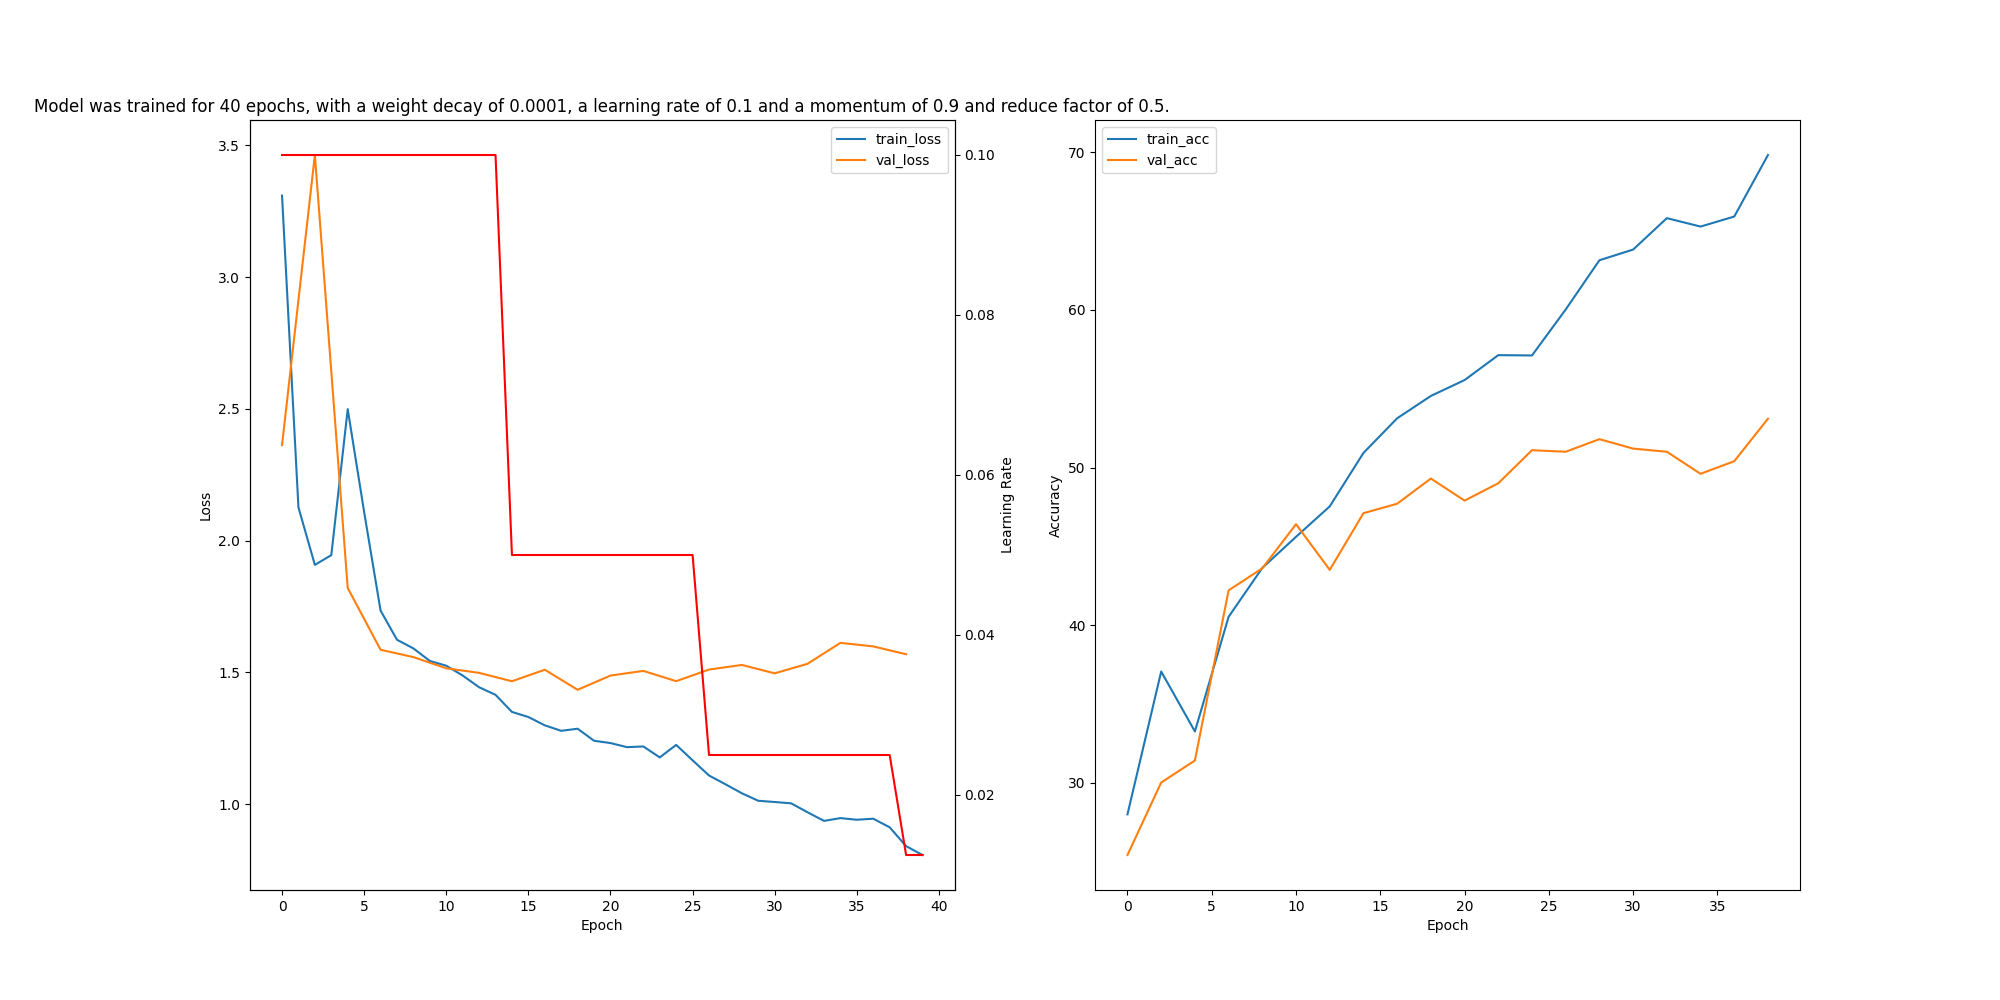 Model was trained for 40 epochs, with a weight decay of 0.0001, a learning rate of 0.1 and a momentum of 0.9 and reduce factor of 0.5.
train_loss
val_loss
3.5
3.0
2.5
2.0
1.5
1.0
Loss
0.10
0.08
0.06
0.04
0.02
Learning Rate
0 5 10 15 20 25 30 35 40
Epoch
train_acc
val_acc
70
60
50
40
30
Accuracy
0 5 10 15 20 25 30 35
Epoch